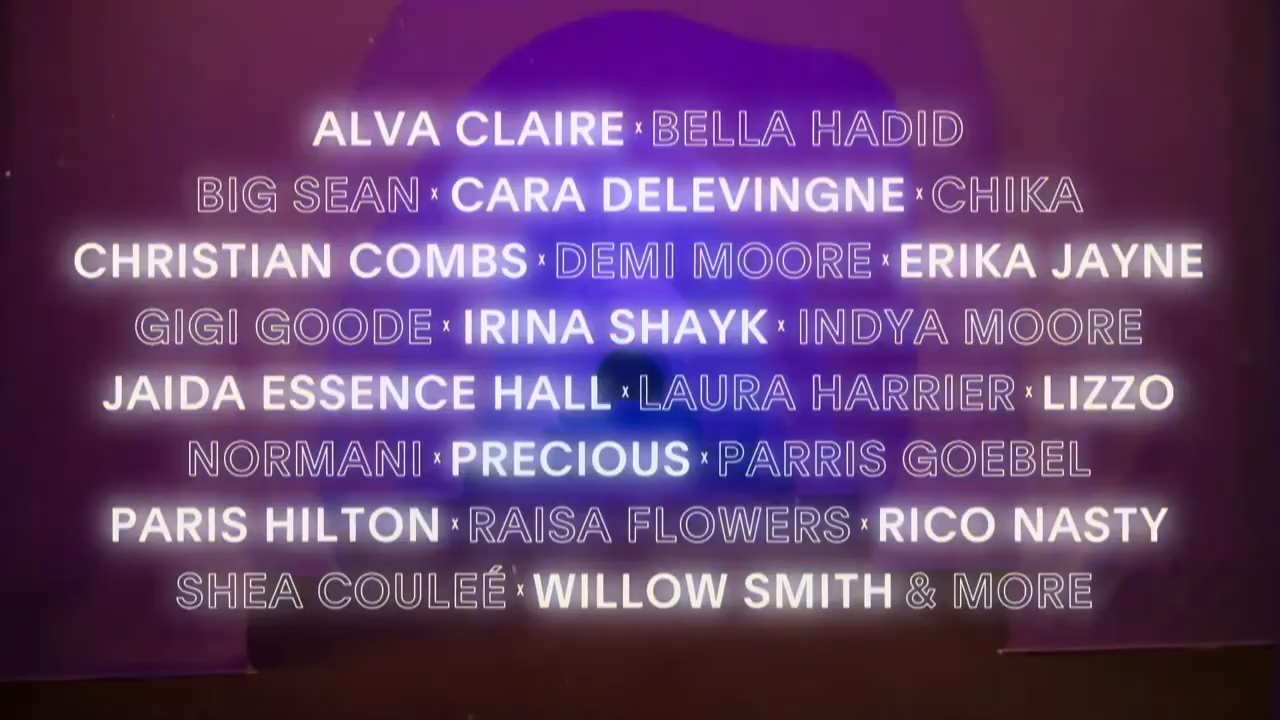 ALVA CLAIRE x BELLA HADID
BIG SEAN x CARA DELEVINGNE x CHIKA
CHRISTIAN COMBS x DEMI MOORE x ERIKA JAYNE
GIGI GOODE x IRINA SHAYK x INDYA MOORE
JAIDA ESSENCE HALL x LAURA HARRIER x LIZZO
NORMANI x PRECIOUS x PARRIS GOEBEL
PARIS HILTON x RAISA FLOWERS x RICO NASTY
SHEA COULEÉ x WILLOW SMITH & MORE